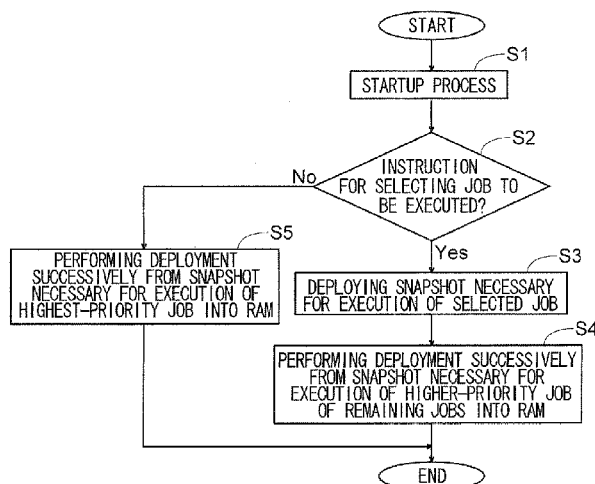 START
S1
STARTUP PROCESS
S2
INSTRUCTION
FOR SELECTING JOB TO
BE EXECUTED?
No
Yes
S5
PERFORMING DEPLOYMENT
SUCCESSIVELY FROM SNAPSHOT
NECESSARY FOR EXECUTION OF
HIGHEST-PRIORITY JOB INTO RAM
S3
DEPLOYING SNAPSHOT NECESSARY
FOR EXECUTION OF SELECTED JOB
S4
PERFORMING DEPLOYMENT SUCCESSIVELY
FROM SNAPSHOT NECESSARY FOR
EXECUTION OF HIGHER-PRIORITY JOB
OF REMAINING JOBS INTO RAM
END